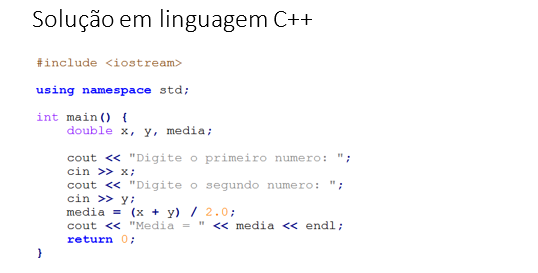 Solução em linguagem C++
#include <iostream>
using namespace std;
int main() {
double x, y, media;
cout << "Digite o primeiro numero: ";
cin >> x;
cout << "Digite o segundo numero: ";
cin >> y;
media = (x + y) / 2.0;
cout << "Media = " << media << endl;
return 0;
}